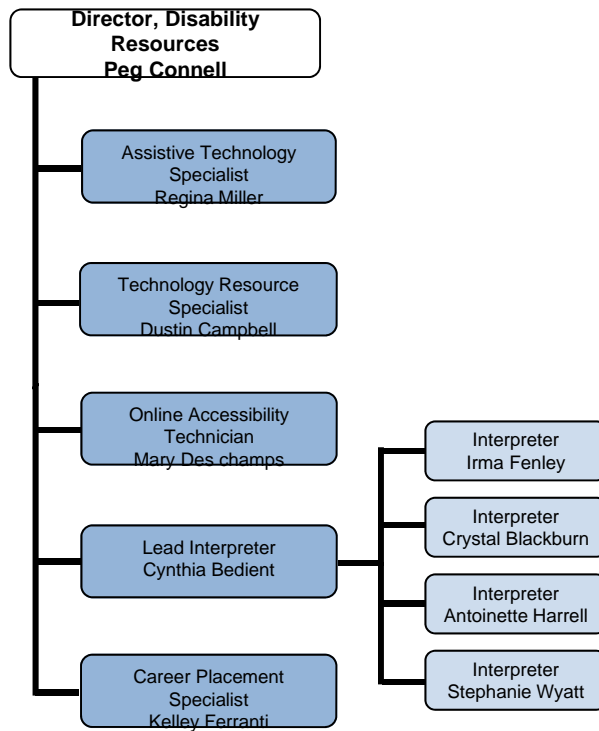 Director, Disability
Resources
Peg Connell
Assistive Technology
Specialist
Regina Miller
Technology Resource
Specialist
Dustin Campbell
Online Accessibility
Technician
Mary Des champs
Lead Interpreter
Cynthia Bedient
Career Placement
Specialist
Kelley Ferranti
Interpreter
Irma Fenley
Interpreter
Crystal Blackburn
Interpreter
Antoinette Harrell
Interpreter
Stephanie Wyatt